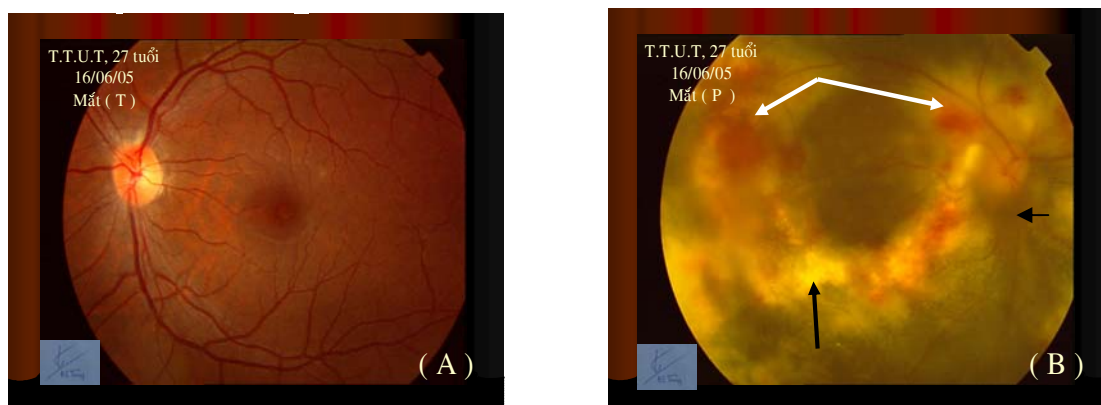 T.T.U.T, 27 tuổi
16/06/05
Mắt ( T )
( A )
T.T.U.T, 27 tuổi
16/06/05
Mắt ( P )
( B )